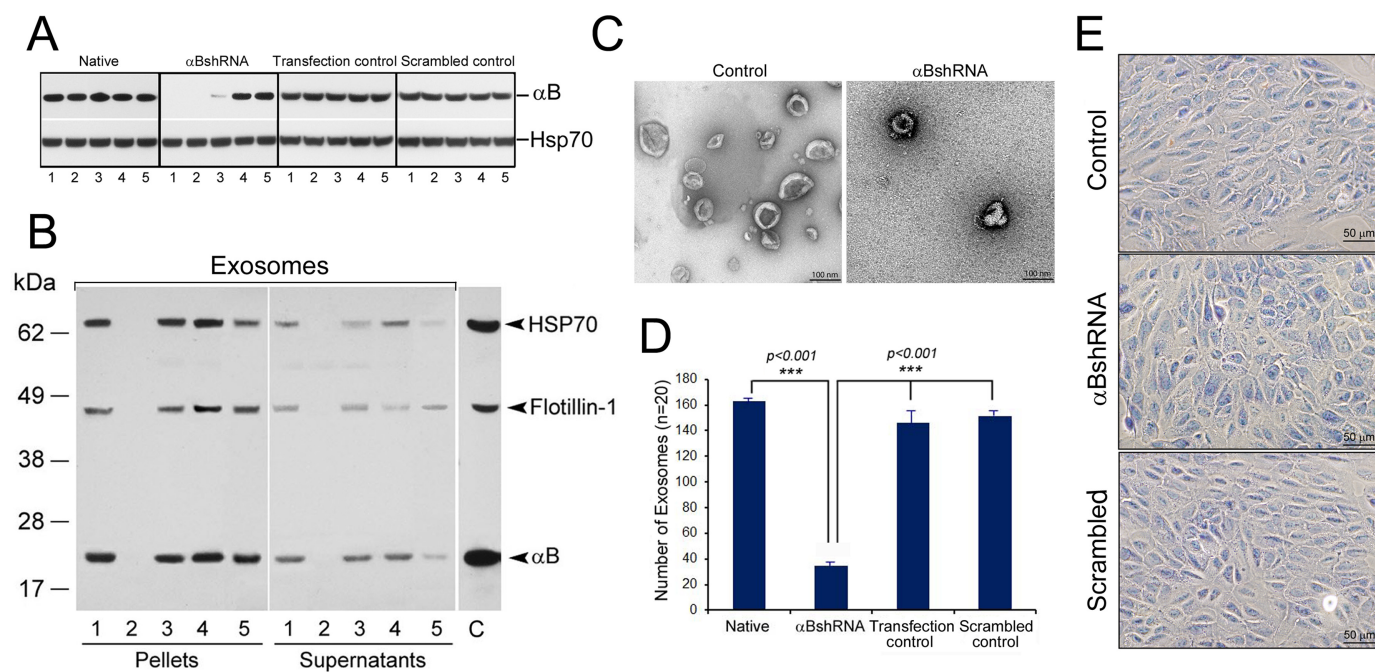 A
Native αBshRNA Transfection control Scrambled control
αB
Hsp70
1 2 3 4 5 1 2 3 4 5 1 2 3 4 5 1 2 3 4 5
B
Exosomes
kDa
62
49
38
28
17
HSP70
Flotillin-1
αB
1 2 3 4 5 1 2 3 4 5 C
Pellets Supernatants
C
Control αBshRNA
100 nm 100 nm
D
p<0.001 p<0.001
*** ***
Number of Exosomes (n=20)
180
160
140
120
100
80
60
40
20
0
Native αBshRNA Transfection control Scrambled control
E
Control
50 µm
αBshRNA
50 µm
Scrambled
50 µm